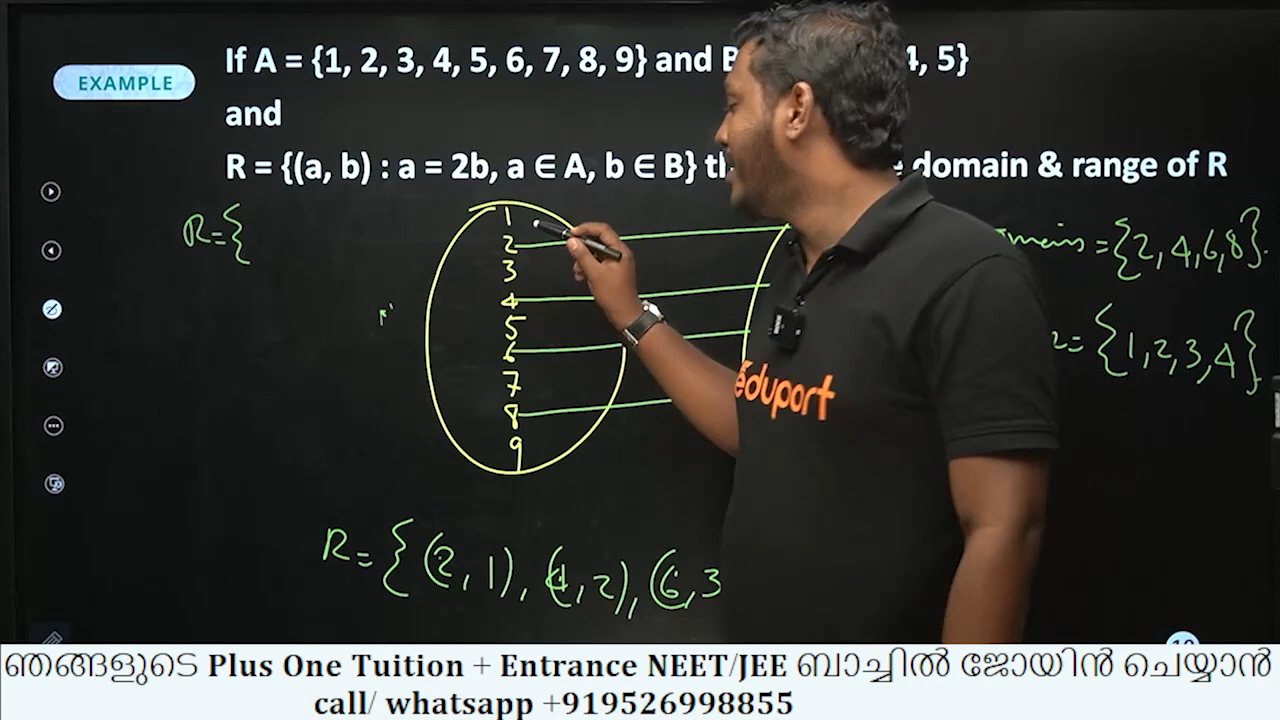 EXAMPLE
If A = {1, 2, 3, 4, 5, 6, 7, 8, 9} and B 4, 5}
and
R = {(a, b) : a = 2b, a ∈ A, b ∈ B} domain & range of R
R={
1
2
3
4
5
6
7
8
9
={2,4,6,8}.
={1,2,3,4}
R={(2,1),(4,2),(6,3
eduport
ഞങ്ങളുടെ Plus One Tuition + Entrance NEET/JEE ബാച്ചിൽ ജോയിൻ ചെയ്യാൻ
call/ whatsapp +919526998855